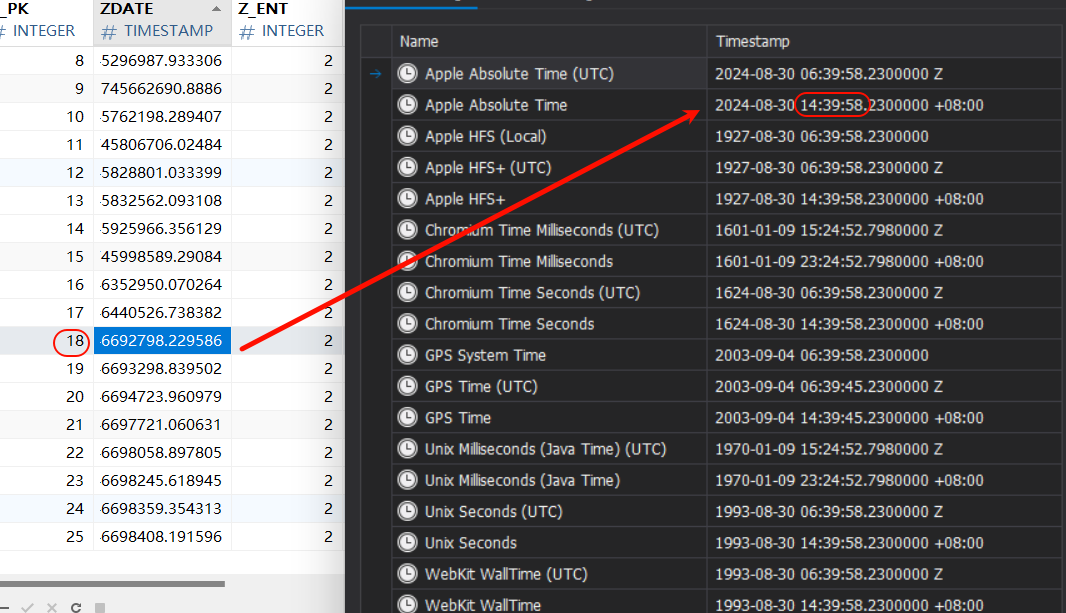 _PK ZDATE Z_ENT
# INTEGER # TIMESTAMP # INTEGER
8 5296987.933306 2
9 745662690.8886 2
10 5762198.289407 2
11 45806706.02484 2
12 5828801.033399 2
13 5832562.093108 2
14 5925966.356129 2
15 45998589.29084 2
16 6352950.070264 2
17 6440526.738382 2
18 6692798.229586 2
19 6693298.839502 2
20 6694723.960979 2
21 6697721.060631 2
22 6698058.897805 2
23 6698245.618945 2
24 6698359.354313 2
25 6698408.191596 2
Name Timestamp
Apple Absolute Time (UTC) 2024-08-30 06:39:58.2300000 Z
Apple Absolute Time 2024-08-30 14:39:58.2300000 +08:00
Apple HFS (Local) 1927-08-30 06:39:58.2300000
Apple HFS+ (UTC) 1927-08-30 06:39:58.2300000 Z
Apple HFS+ 1927-08-30 14:39:58.2300000 +08:00
Chromium Time Milliseconds (UTC) 1601-01-09 15:24:52.7980000 Z
Chromium Time Milliseconds 1601-01-09 23:24:52.7980000 +08:00
Chromium Time Seconds (UTC) 1624-08-30 06:39:58.2300000 Z
Chromium Time Seconds 1624-08-30 14:39:58.2300000 +08:00
GPS System Time 2003-09-04 06:39:58.2300000
GPS Time (UTC) 2003-09-04 06:39:45.2300000 Z
GPS Time 2003-09-04 14:39:45.2300000 +08:00
Unix Milliseconds (Java Time) (UTC) 1970-01-09 15:24:52.7980000 Z
Unix Milliseconds (Java Time) 1970-01-09 23:24:52.7980000 +08:00
Unix Seconds (UTC) 1993-08-30 06:39:58.2300000 Z
Unix Seconds 1993-08-30 14:39:58.2300000 +08:00
WebKit WallTime (UTC) 1993-08-30 06:39:58.2300000 Z
WebKit WallTime 1993-08-30 14:39:58.2300000 +08:00